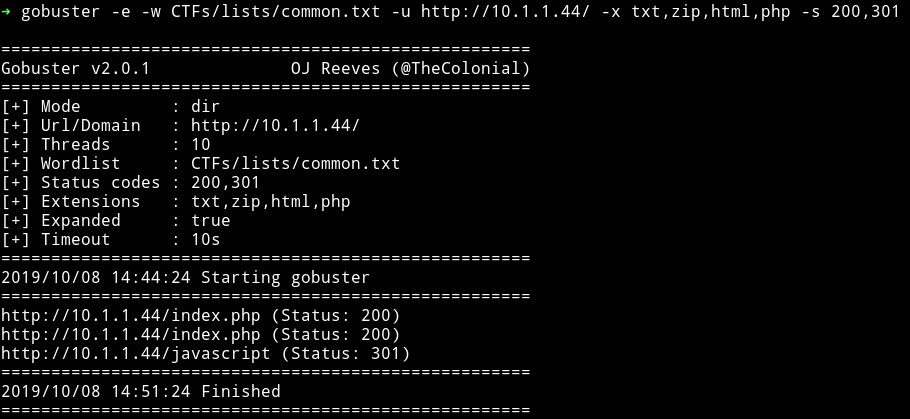 → gobuster -e -w CTFs/lists/common.txt -u http://10.1.1.44/ -x txt,zip,html,php -s 200,301
=====================================================
Gobuster v2.0.1              OJ Reeves (@TheColonial)
=====================================================
[+] Mode         : dir
[+] Url/Domain   : http://10.1.1.44/
[+] Threads      : 10
[+] Wordlist     : CTFs/lists/common.txt
[+] Status codes : 200,301
[+] Extensions   : txt,zip,html,php
[+] Expanded     : true
[+] Timeout      : 10s
=====================================================
2019/10/08 14:44:24 Starting gobuster
=====================================================
http://10.1.1.44/index.php (Status: 200)
http://10.1.1.44/index.php (Status: 200)
http://10.1.1.44/javascript (Status: 301)
=====================================================
2019/10/08 14:51:24 Finished
=====================================================